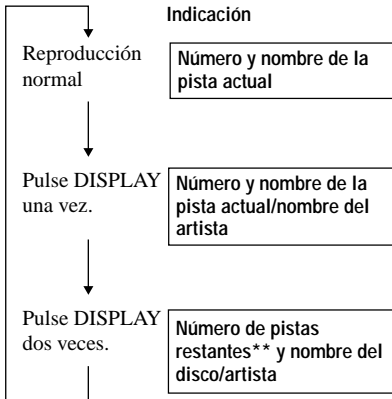 Indicación
Reproducción
normal
Número y nombre de la
pista actual
Pulse DISPLAY
una vez.
Número y nombre de la
pista actual/nombre del
artista
Pulse DISPLAY
dos veces.
Número de pistas
restantes** y nombre del
disco/artista